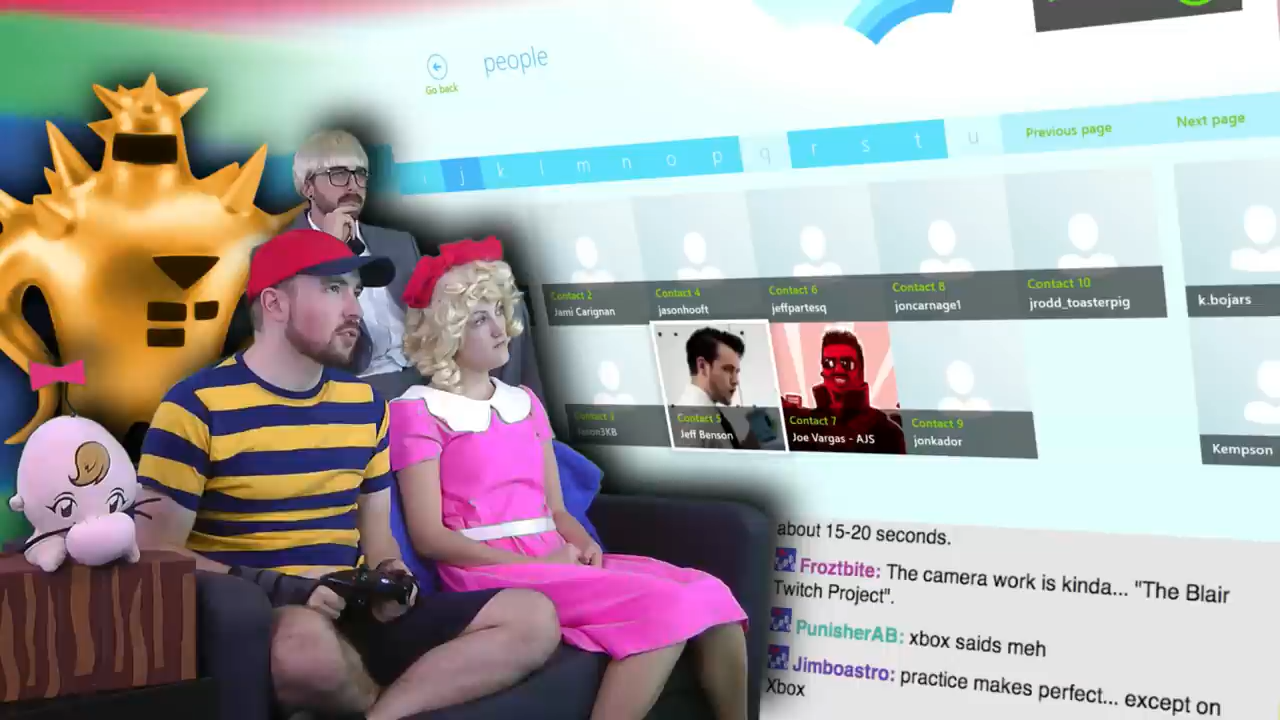 people
Go back
j k l m n o p q r s t u
Previous page
Next page
Contact 2
Jami Carignan
Contact 4
jasonhooft
Contact 6
jeffpartesq
Contact 8
joncarnage1
Contact 10
jrodd_toasterpig
k.bojars
Contact 3
Jason3KB
Contact 5
Jeff Benson
Contact 7
Joe Vargas - AJS
Contact 9
jonkador
Kempson
about 15-20 seconds.
Froztbite: The camera work is kinda... "The Blair
Twitch Project".
PunisherAB: xbox saids meh
Jimboastro: practice makes perfect... except on
Xbox